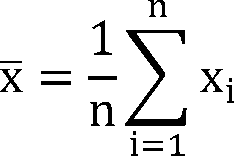 x̅ = 1/n ∑_{i=1}^{n} x_i